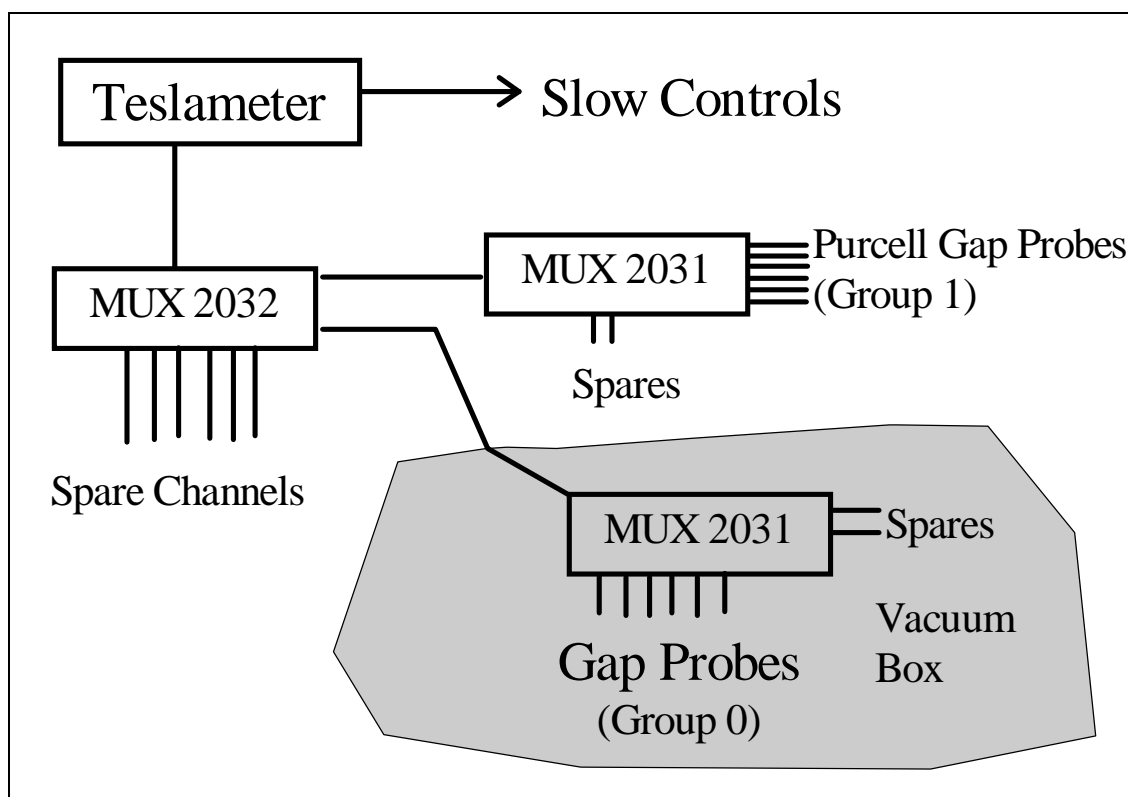 Teslameter
Slow Controls
MUX 2032
MUX 2031
Purcell Gap Probes
(Group 1)
Spares
Spare Channels
MUX 2031
Spares
Gap Probes
(Group 0)
Vacuum
Box